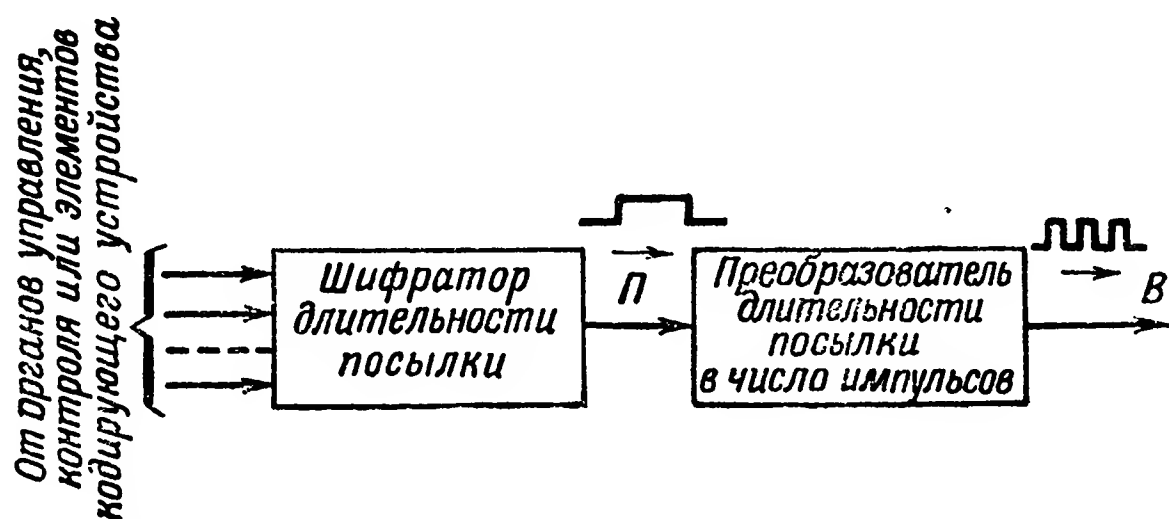 От органов управления,
контроля или элементов
кодирующего устройства
Шифратор
длительности
посылки
П
Преобразователь
длительности
посылки
в число импульсов
В